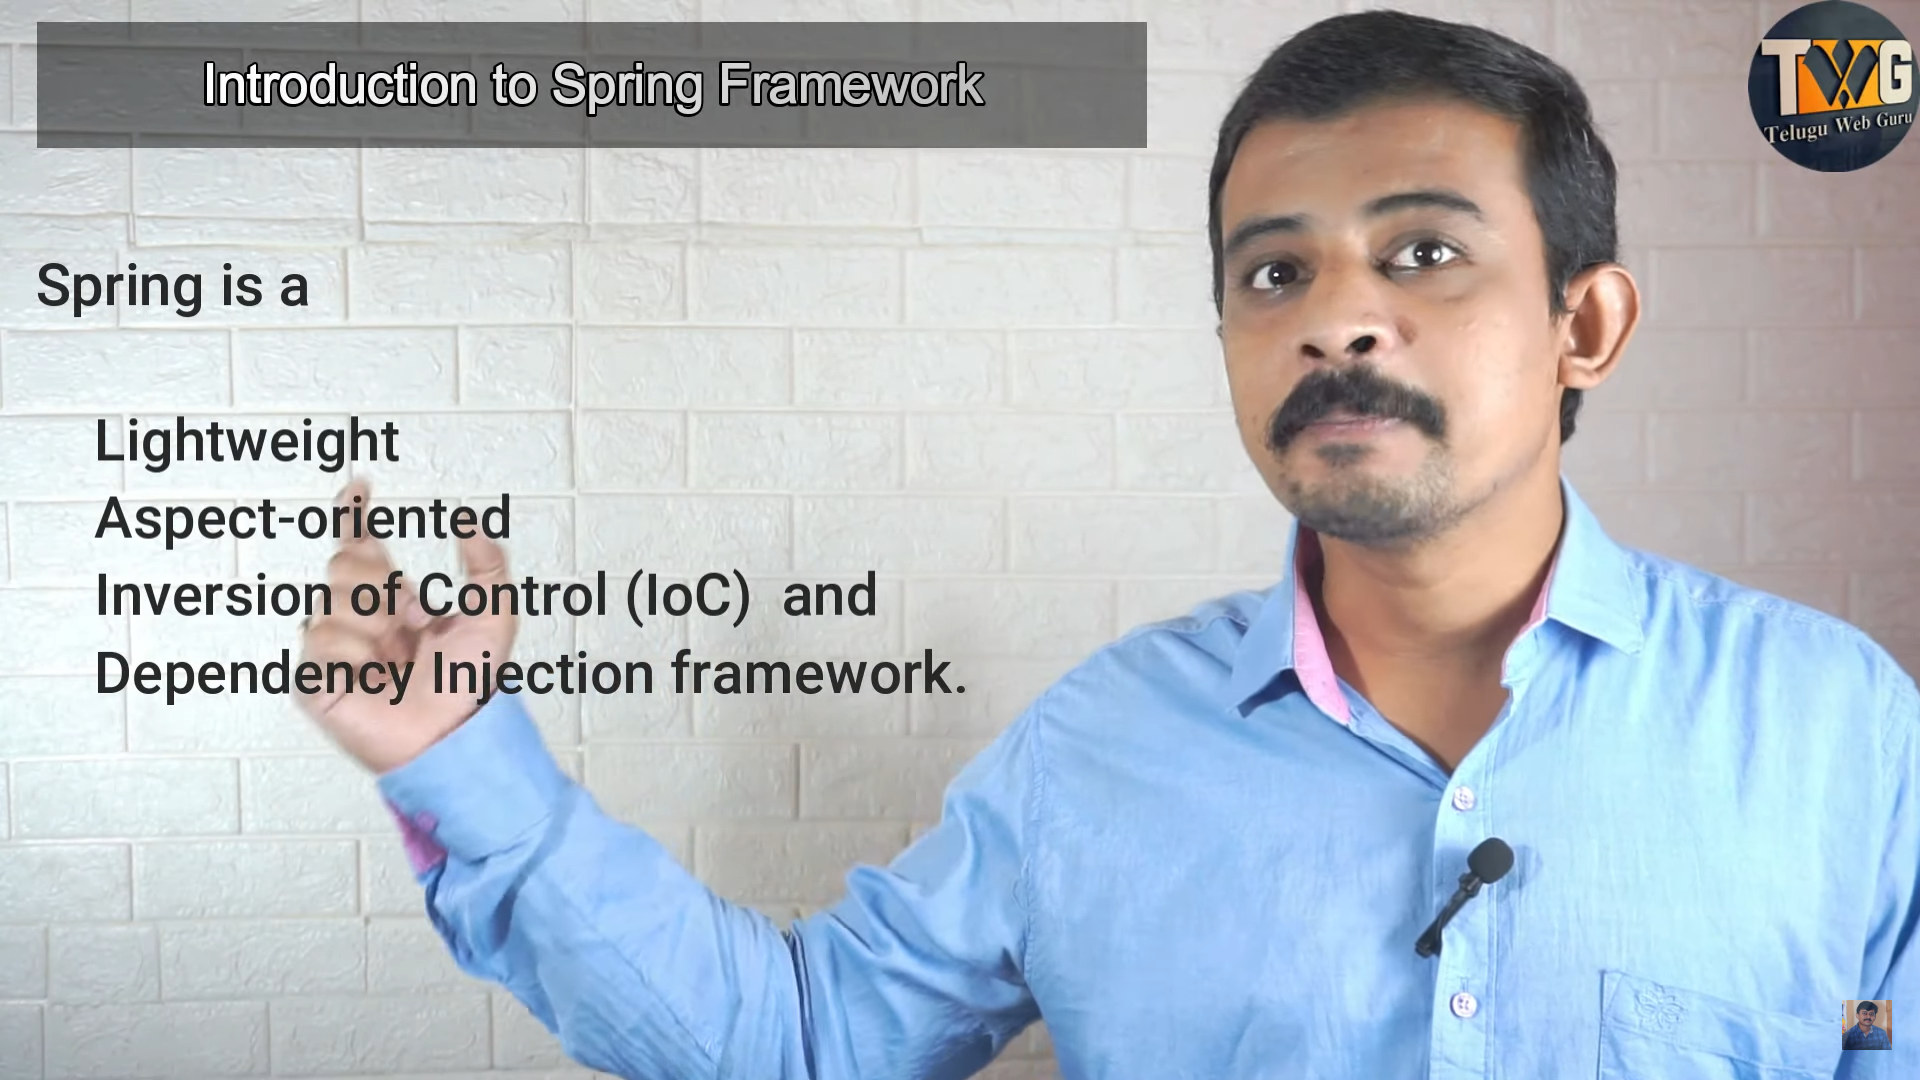 Introduction to Spring Framework
TWG
Telugu Web Guru
Spring is a
Lightweight
Aspect-oriented
Inversion of Control (IoC) and
Dependency Injection framework.